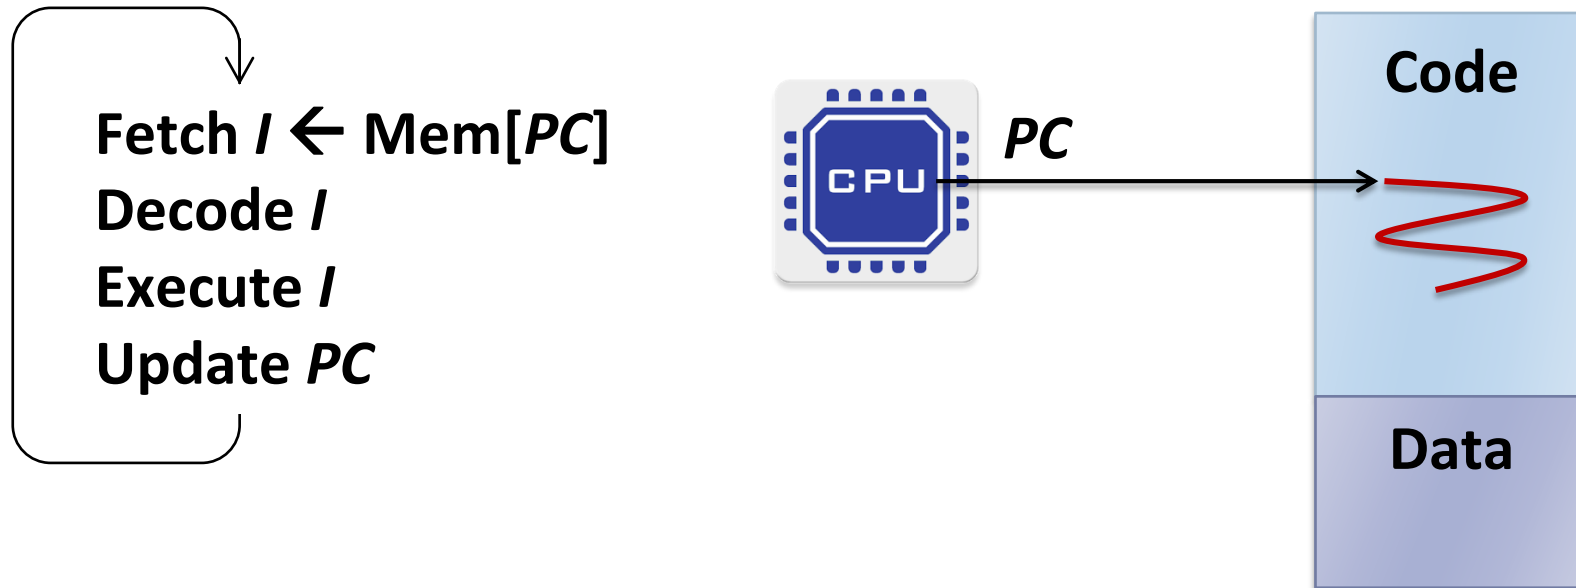 Fetch I ← Mem[PC]
Decode I
Execute I
Update PC
CPU
PC
Code
Data